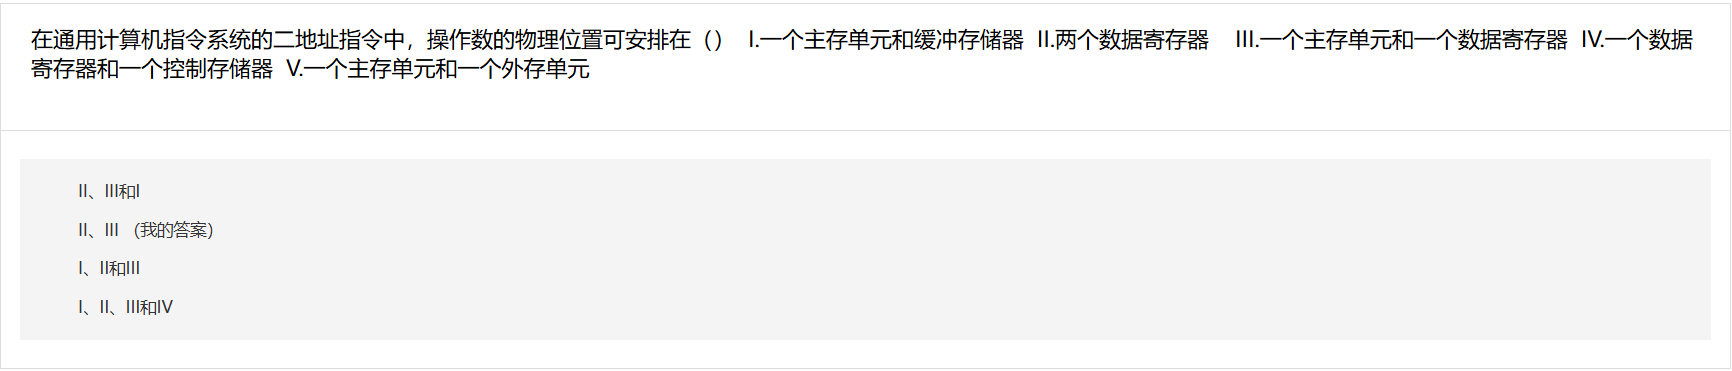 在通用计算机指令系统的二地址指令中，操作数的物理位置可安排在（） I.一个主存单元和缓冲存储器 II.两个数据寄存器 III.一个主存单元和一个数据寄存器 IV.一个数据
寄存器和一个控制存储器 V.一个主存单元和一个外存单元
II、III和I
II、III （我的答案）
I、II和III
I、II、III和IV